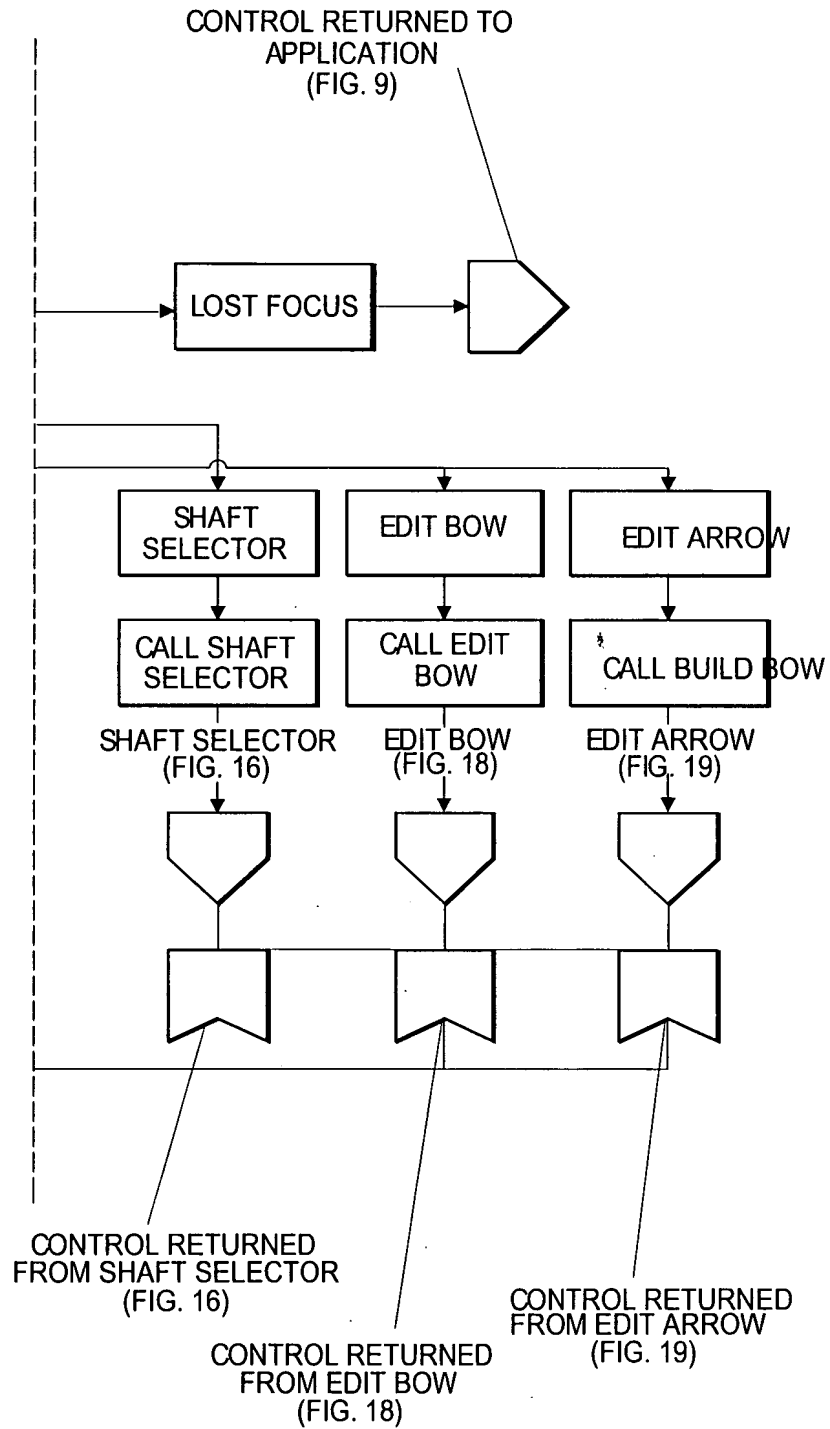 CONTROL RETURNED TO
APPLICATION
(FIG. 9)
LOST FOCUS
SHAFT
SELECTOR
EDIT BOW
EDIT ARROW
CALL SHAFT
SELECTOR
CALL EDIT
BOW
CALL BUILD BOW
SHAFT SELECTOR
(FIG. 16)
EDIT BOW
(FIG. 18)
EDIT ARROW
(FIG. 19)
CONTROL RETURNED
FROM SHAFT SELECTOR
(FIG. 16)
CONTROL RETURNED
FROM EDIT BOW
(FIG. 18)
CONTROL RETURNED
FROM EDIT ARROW
(FIG. 19)